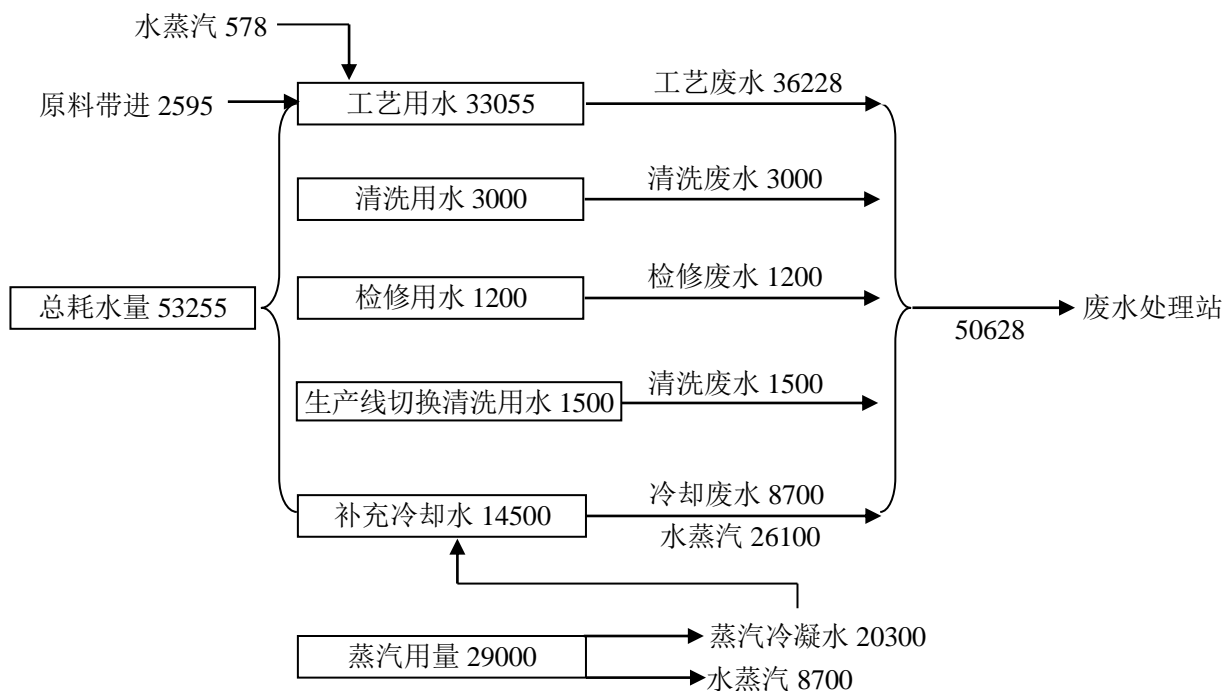 水蒸汽 578
原料带进 2595
工艺用水 33055
工艺废水 36228
清洗用水 3000
清洗废水 3000
总耗水量 53255
检修用水 1200
检修废水 1200
50628
废水处理站
生产线切换清洗用水 1500
清洗废水 1500
补充冷却水 14500
冷却废水 8700
水蒸汽 26100
蒸汽用量 29000
蒸汽冷凝水 20300
水蒸汽 8700